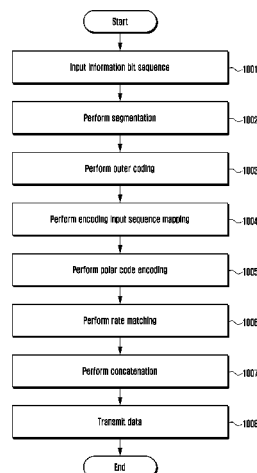 Start
Input information bit sequence
1001
Perform segmentation
1002
Perform outer coding
1003
Perform encoding input sequence mapping
1004
Perform polar code encoding
1005
Perform rate matching
1006
Perform concatenation
1007
Transmit data
1008
End